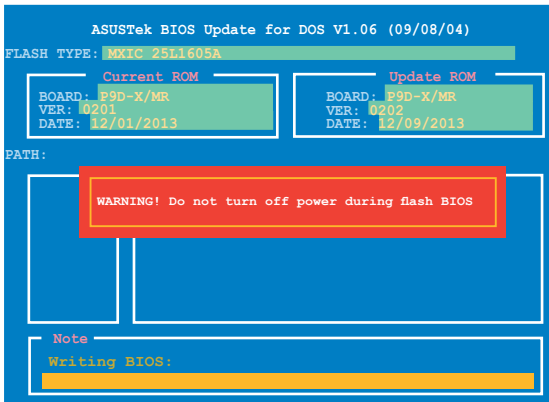 ASUSTek BIOS Update for DOS V1.06 (09/08/04)
FLASH TYPE: MXIC 25L1605A
Current ROM
BOARD: P9D-X/MR
VER: 0201
DATE: 12/01/2013
Update ROM
BOARD: P9D-X/MR
VER: 0202
DATE: 12/09/2013
PATH:
WARNING! Do not turn off power during flash BIOS
Note
Writing BIOS: